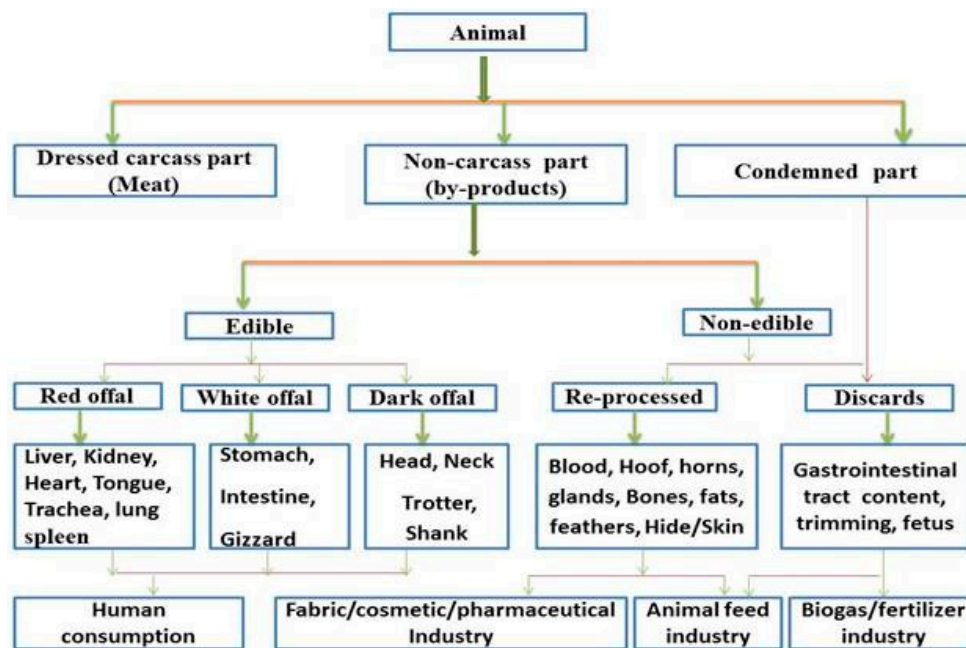 Animal
Dressed carcass part
(Meat)
Non-carcass part
(by-products)
Condemned part
Edible
Non-edible
Red offal
White offal
Dark offal
Re-processed
Discards
Liver, Kidney,
Heart, Tongue,
Trachea, lung
spleen
Stomach,
Intestine,
Gizzard
Head, Neck
Trotter,
Shank
Blood, Hoof, horns,
glands, Bones, fats,
feathers, Hide/Skin
Gastrointestinal
tract content,
trimming, fetus
Human
consumption
Fabric/cosmetic/pharmaceutical
Industry
Animal feed
industry
Biogas/fertilizer
industry